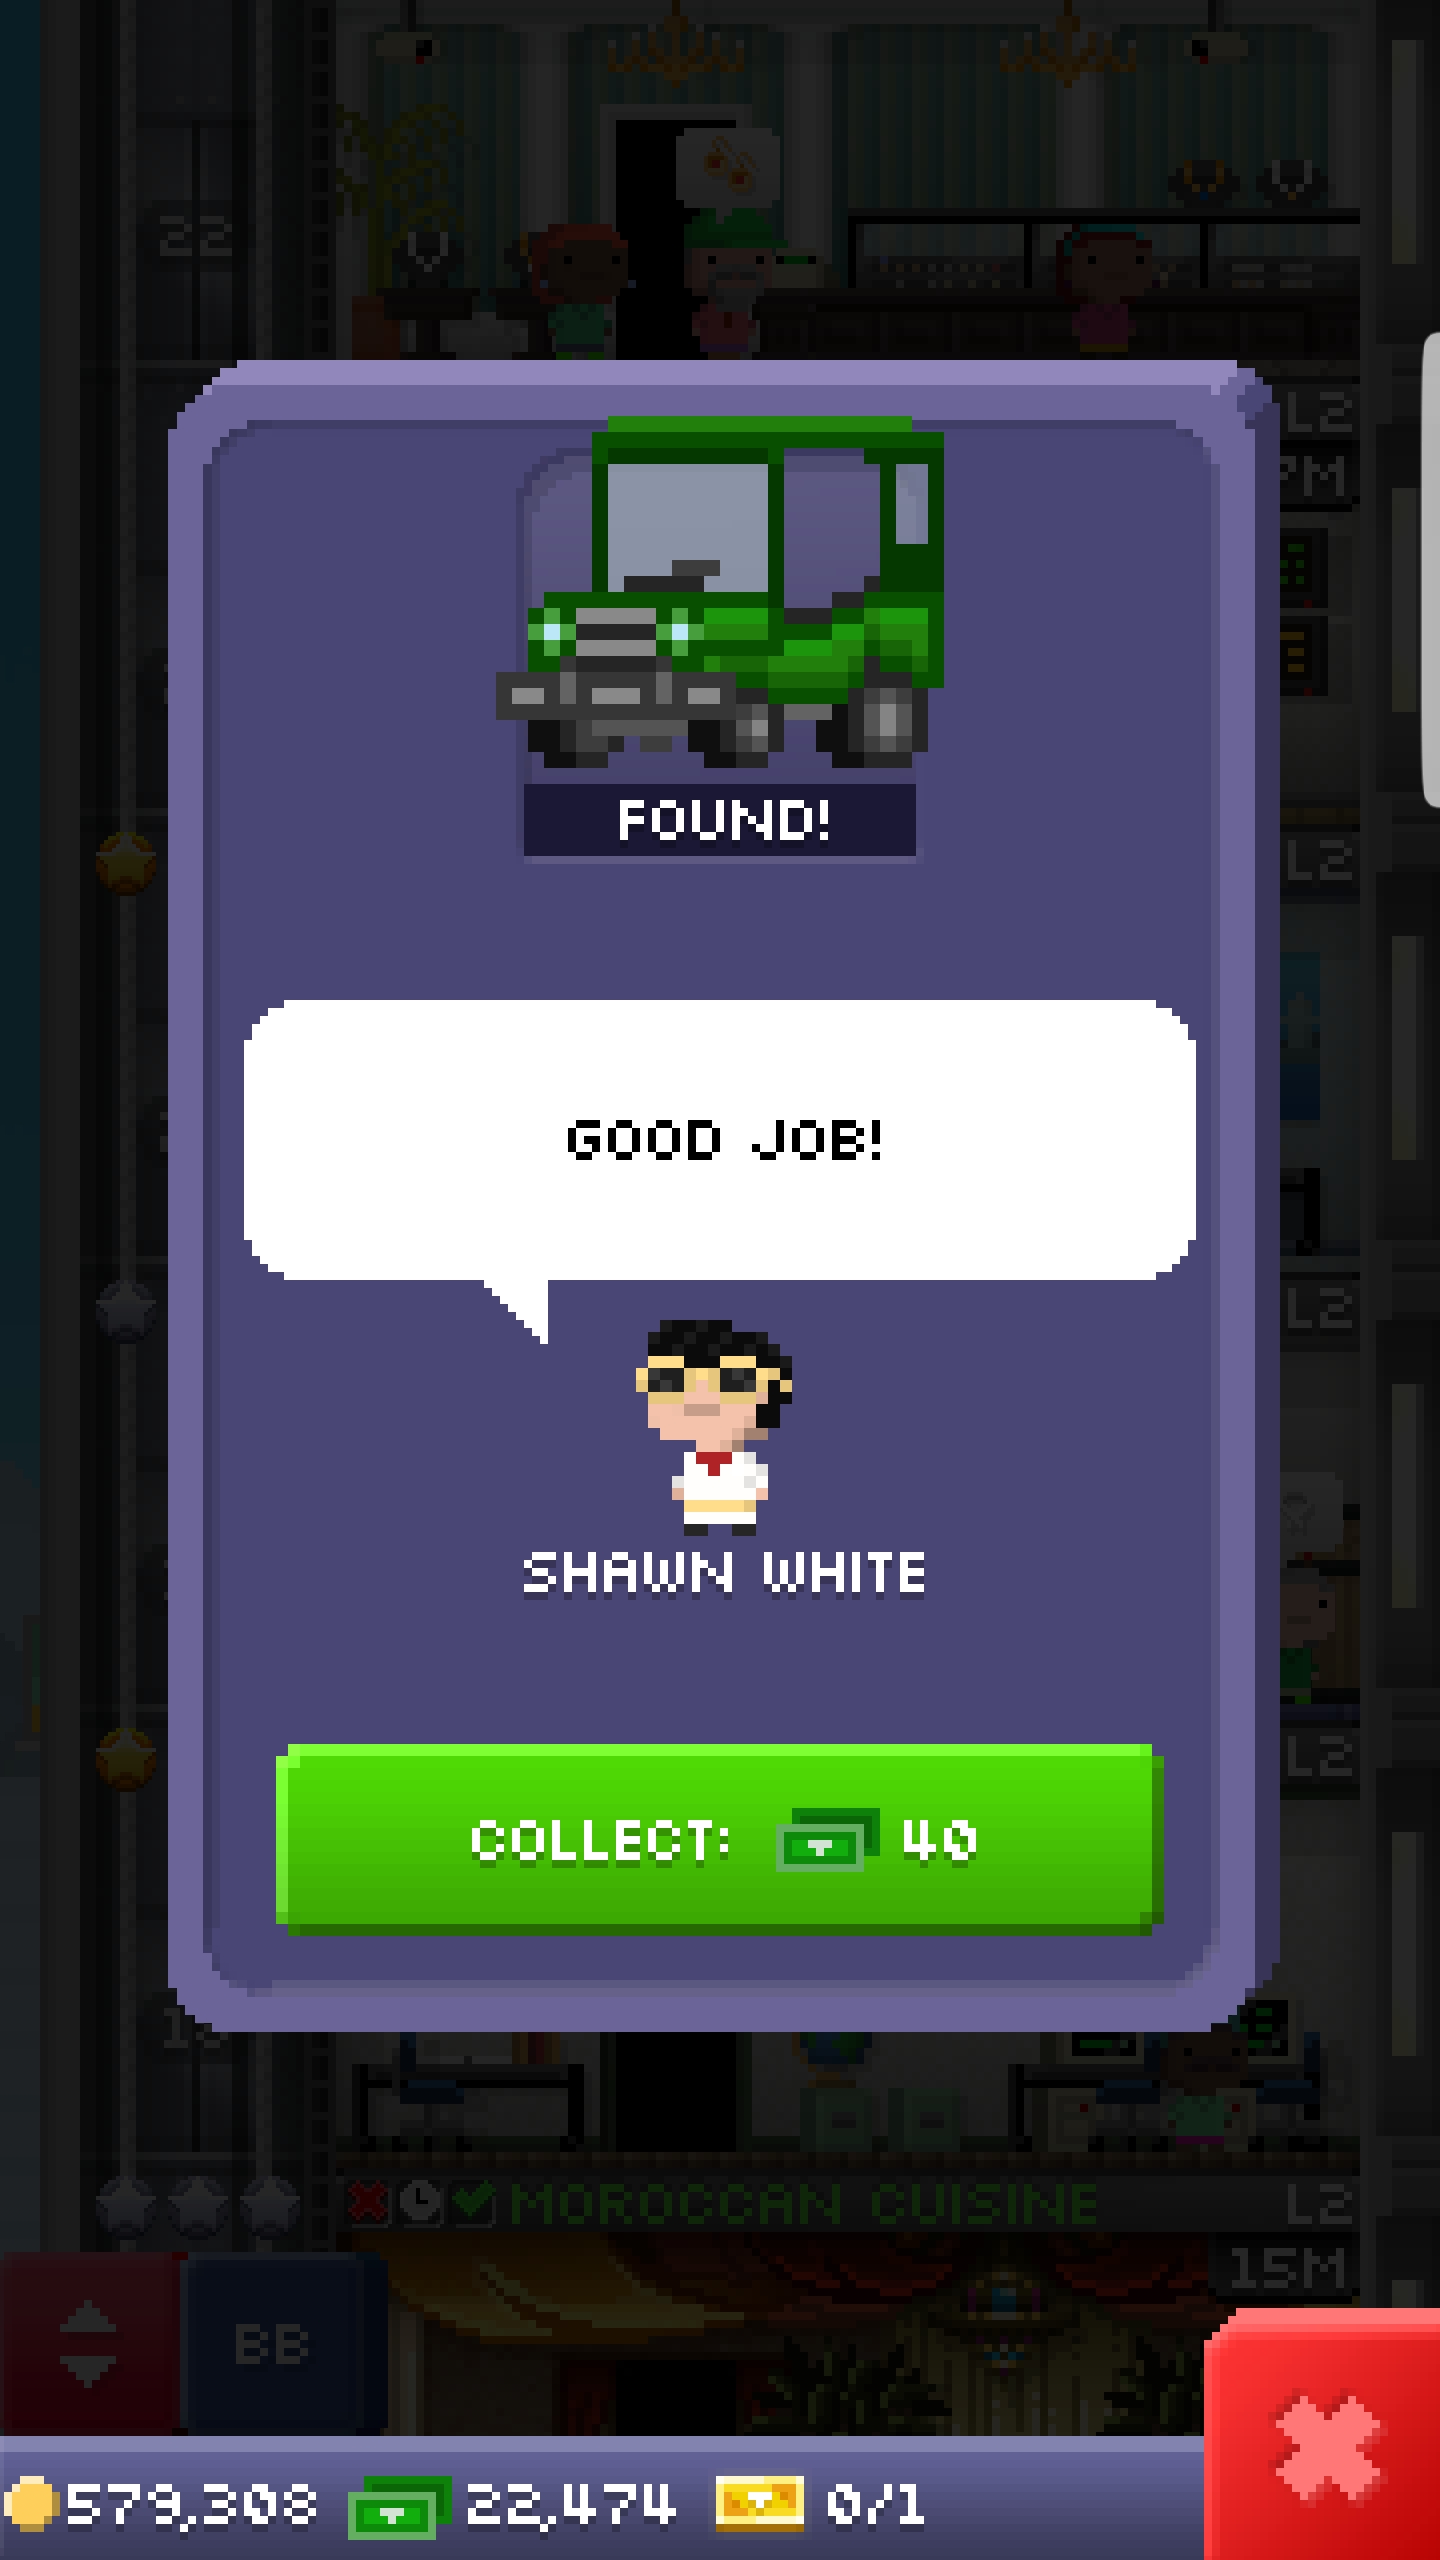 22
L2
PM
FOUND!
L2
GOOD JOB!
L2
SHAWN WHITE
L2
COLLECT: 40
MOROCCAN CUISINE L2
15M
BB
579,308 22,474 0/1